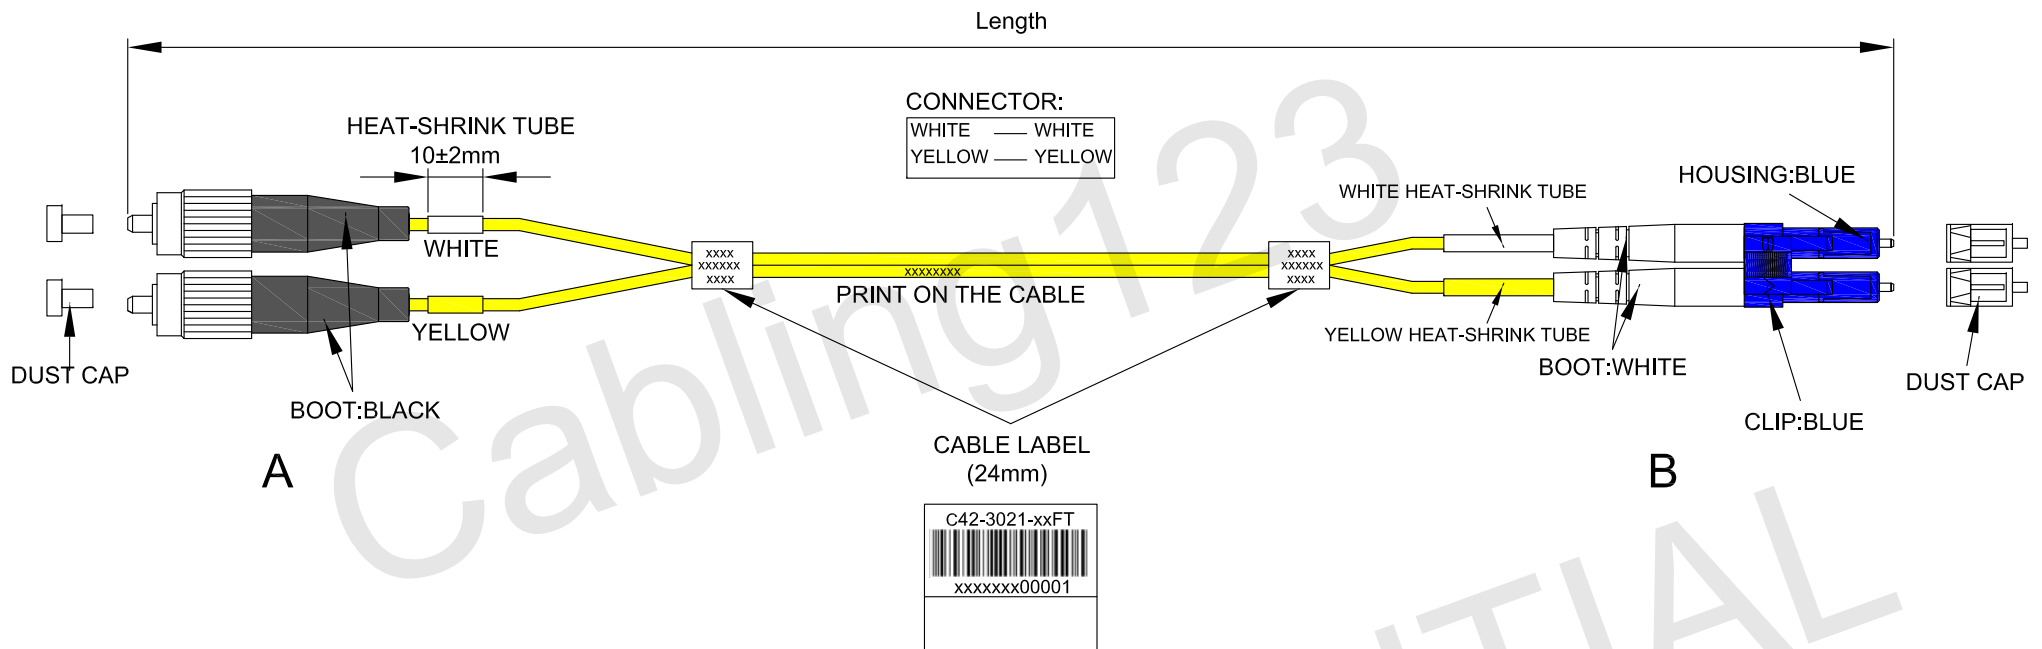 Length
CONNECTOR:
WHITE — WHITE
YELLOW — YELLOW
HEAT-SHRINK TUBE
10±2mm
WHITE
YELLOW
DUST CAP
BOOT:BLACK
A
xxxx
xxxxxx
xxxx
xxxxxxxx
PRINT ON THE CABLE
xxxx
xxxxxx
xxxx
WHITE HEAT-SHRINK TUBE
YELLOW HEAT-SHRINK TUBE
HOUSING:BLUE
BOOT:WHITE
CLIP:BLUE
DUST CAP
B
CABLE LABEL
(24mm)
C42-3021-xxFT
xxxxxxx00001
Cabling123
NTIAL